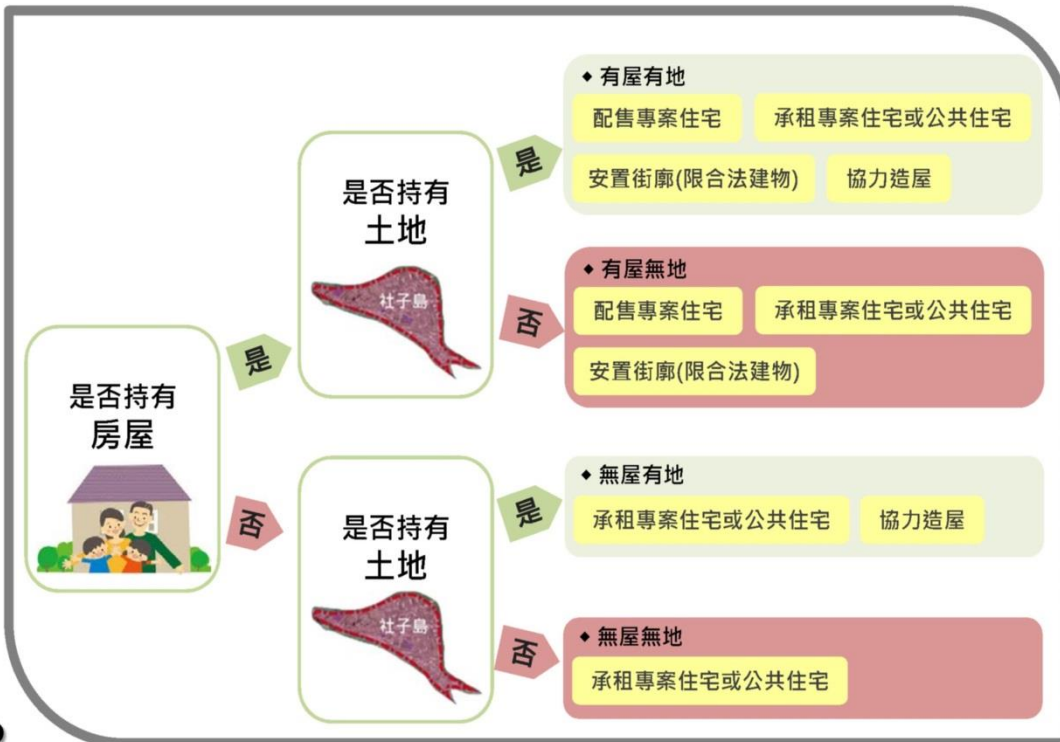 是否持有
房屋
是
否
是否持有
土地
社子島
是
否
◆ 有屋有地
配售專案住宅
承租專案住宅或公共住宅
安置街廓(限合法建物)
協力造屋
◆ 有屋無地
配售專案住宅
承租專案住宅或公共住宅
安置街廓(限合法建物)
是否持有
土地
社子島
是
否
◆ 無屋有地
承租專案住宅或公共住宅
協力造屋
◆ 無屋無地
承租專案住宅或公共住宅